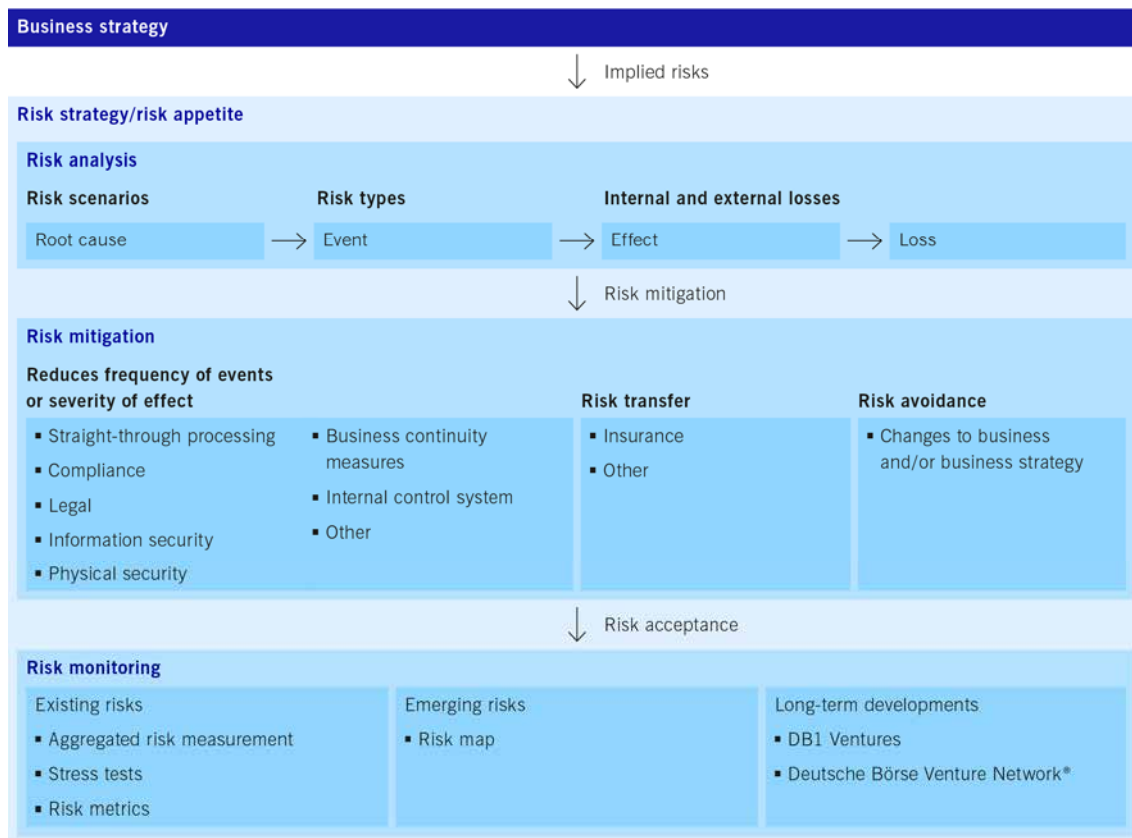 Business strategy
Implied risks
Risk strategy/risk appetite
Risk analysis
Risk scenarios
Risk types
Internal and external losses
Root cause
Event
Effect
Loss
Risk mitigation
Risk mitigation
Reduces frequency of events
or severity of effect
▪ Straight-through processing
▪ Compliance
▪ Legal
▪ Information security
▪ Physical security
▪ Business continuity
measures
▪ Internal control system
▪ Other
Risk transfer
▪ Insurance
▪ Other
Risk avoidance
▪ Changes to business
and/or business strategy
Risk acceptance
Risk monitoring
Existing risks
▪ Aggregated risk measurement
▪ Stress tests
▪ Risk metrics
Emerging risks
▪ Risk map
Long-term developments
▪ DB1 Ventures
▪ Deutsche Börse Venture Network®